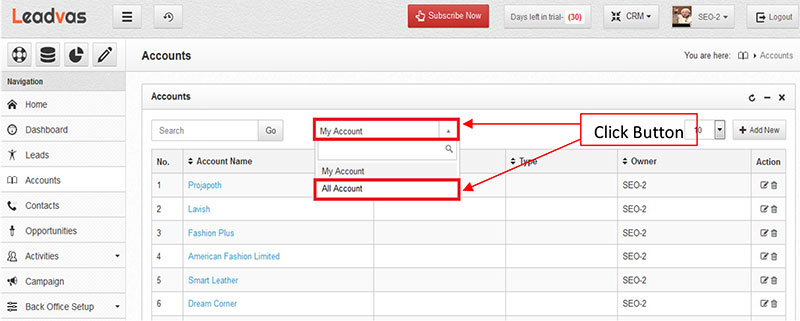 Leadvas
Subscribe Now
Days left in trial- (30)
CRM
SEO-2
Logout
Accounts
You are here: Accounts
Navigation
Home
Dashboard
Leads
Accounts
Contacts
Opportunities
Activities
Campaign
Back Office Setup
Accounts
Search Go
My Account
My Account
All Account
Click Button
10
Add New
No. Account Name Type Owner Action
1 Projapoth SEO-2
2 Lavish SEO-2
3 Fashion Plus SEO-2
4 American Fashion Limited SEO-2
5 Smart Leather SEO-2
6 Dream Corner SEO-2